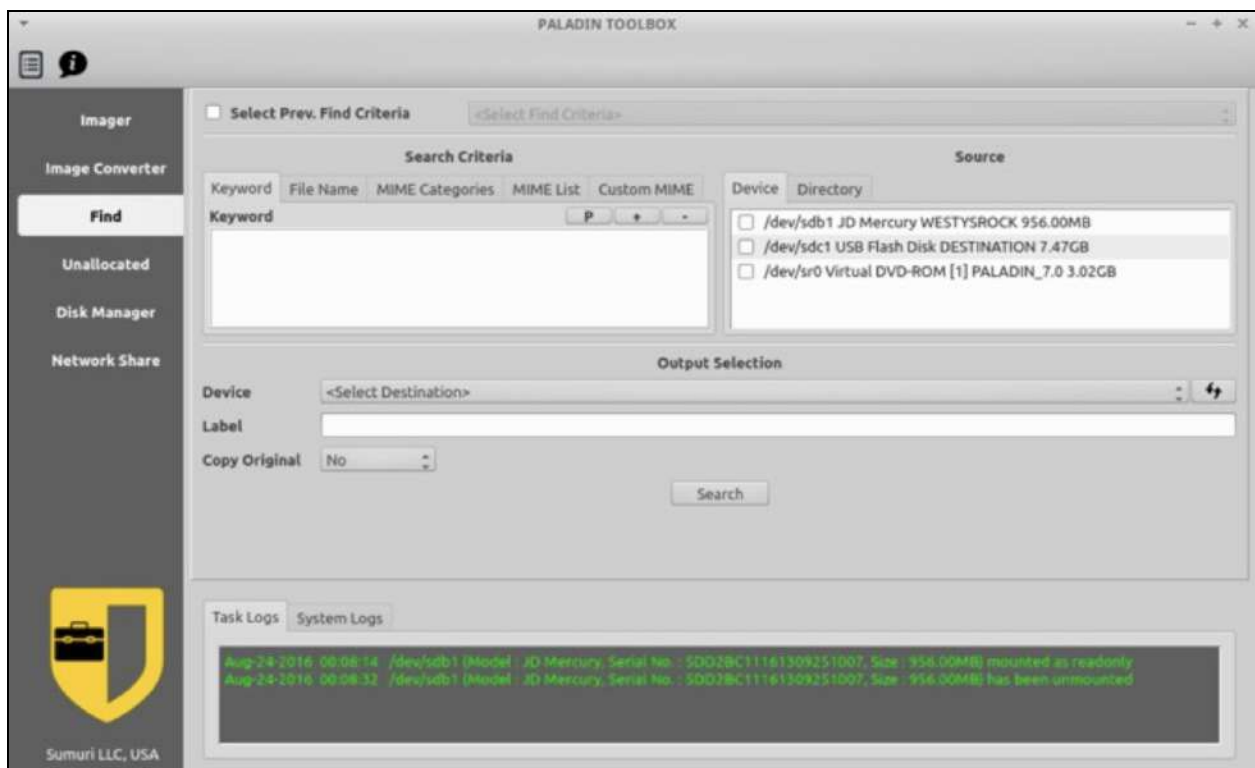 PALADIN TOOLBOX
Imager
Image Converter
Find
Unallocated
Disk Manager
Network Share
Sumuri LLC, USA
Select Prev. Find Criteria
<Select Find Criteria>
Search Criteria
Keyword File Name MIME Categories MIME List Custom MIME
Keyword P + -
Source
Device Directory
/dev/sdb1 JD Mercury WESTYSROCK 956.00MB
/dev/sdc1 USB Flash Disk DESTINATION 7.47GB
/dev/sr0 Virtual DVD-ROM [1] PALADIN_7.0 3.02GB
Output Selection
Device <Select Destination>
Label
Copy Original No
Search
Task Logs System Logs
Aug-24-2016 00:08:14 /dev/sdb1 (Model : JD Mercury, Serial No. : SDD2BC11161309251007, Size : 956.00MB) mounted as readonly
Aug-24-2016 00:08:32 /dev/sdb1 (Model : JD Mercury, Serial No. : SDD2BC11161309251007, Size : 956.00MB) has been unmounted